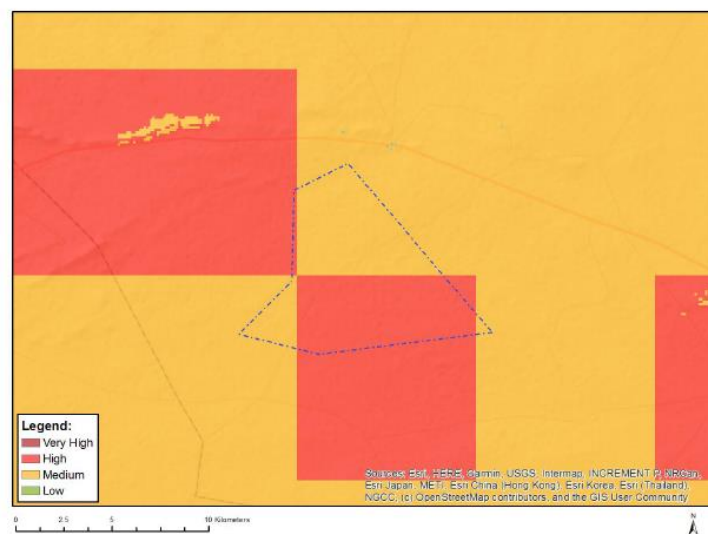 Legend:
Very High
High
Medium
Low
Sources: Esri, HERE, Garmin, USGS, Intermap, INCREMENT P, NRCan,
Esri Japan, METI, Esri China (Hong Kong), Esri Korea, Esri (Thailand),
NGCC, (c) OpenStreetMap contributors, and the GIS User Community
0 2.5 5 10 Kilometers
N